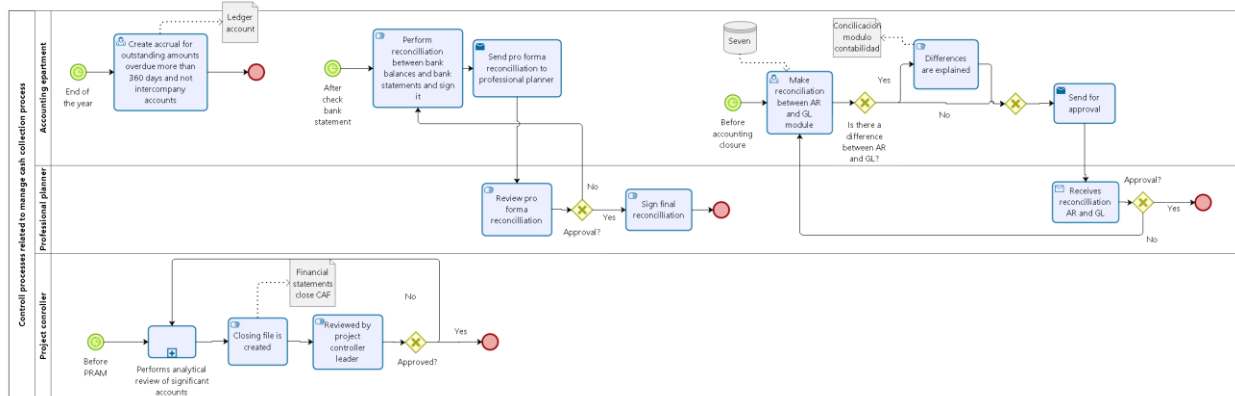 Controll processes related to manage cash collection process
Accounting epartment
Ledger
account
Create accrual for
outstanding amounts
overdue more than
360 days and not
intercompany
accounts
End of
the year
After
check
bank
statement
Perform
reconcilliation
between bank
balances and bank
statements and sign
it
Send pro forma
reconcilliation to
professional planner
Seven
Before
accounting
closure
Make
reconcilliation
between AR
and GL
module
Is there a
difference
between AR
and GL?
Yes
No
Concilicacion
modulo
contabilidad
Differences
are explained
Send for
approval
Professional planner
Review pro
forma
reconcilliation
Approval?
No
Yes
Sign final
reconcilliation
Receives
reconcilliation
AR and GL
Approval?
Yes
No
Project conroller
Before
PRAM
Performs analytical
review of significant
accounts
Closing file is
created
Financial
statements
close CAF
Reviewed by
project
controller
leader
Approved?
No
Yes